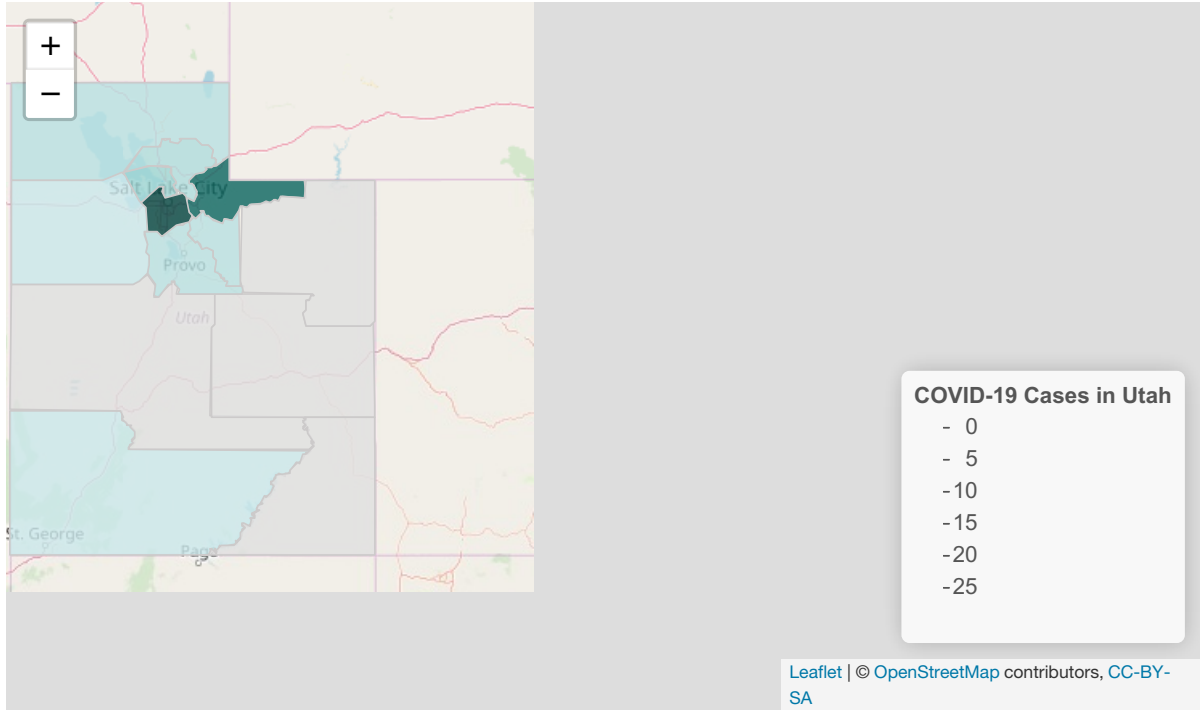 +
−
Salt Lake City
Provo
Utah
St. George
Page
COVID-19 Cases in Utah
- 0
- 5
-10
-15
-20
-25
Leaflet | © OpenStreetMap contributors, CC-BY-
SA